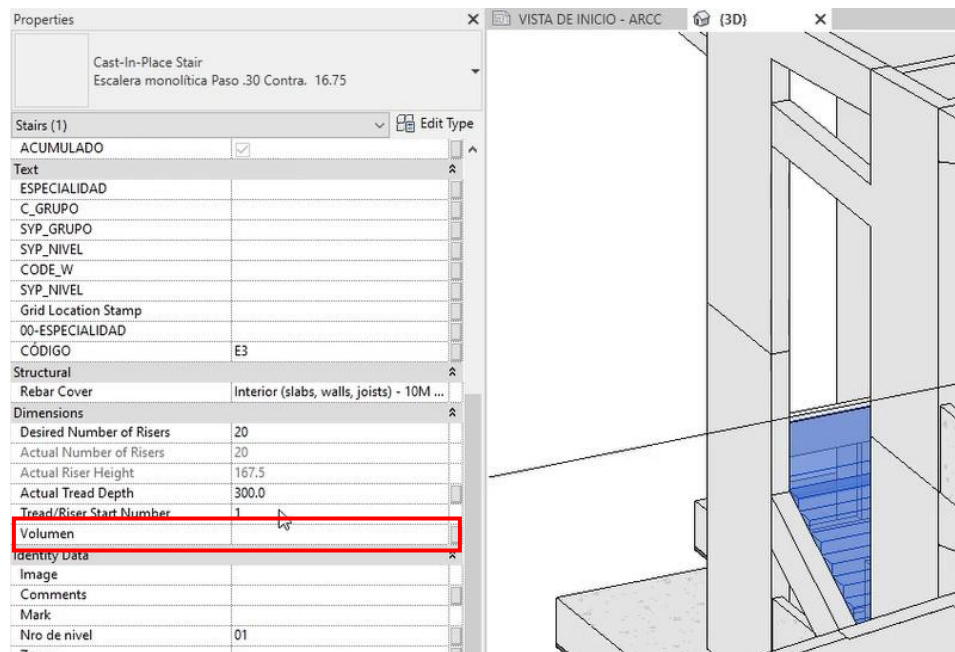 Properties
VISTA DE INICIO - ARCC
{3D}
Cast-In-Place Stair
Escalera monolítica Paso .30 Contra. 16.75
Stairs (1)
Edit Type
ACUMULADO
Text
ESPECIALIDAD
C_GRUPO
SYP_GRUPO
SYP_NIVEL
CODE_W
SYP_NIVEL
Grid Location Stamp
00-ESPECIALIDAD
CÓDIGO E3
Structural
Rebar Cover Interior (slabs, walls, joists) - 10M ...
Dimensions
Desired Number of Risers 20
Actual Number of Risers 20
Actual Riser Height 167.5
Actual Tread Depth 300.0
Tread/Riser Start Number 1
Volumen
Identity Data
Image
Comments
Mark
Nro de nivel 01